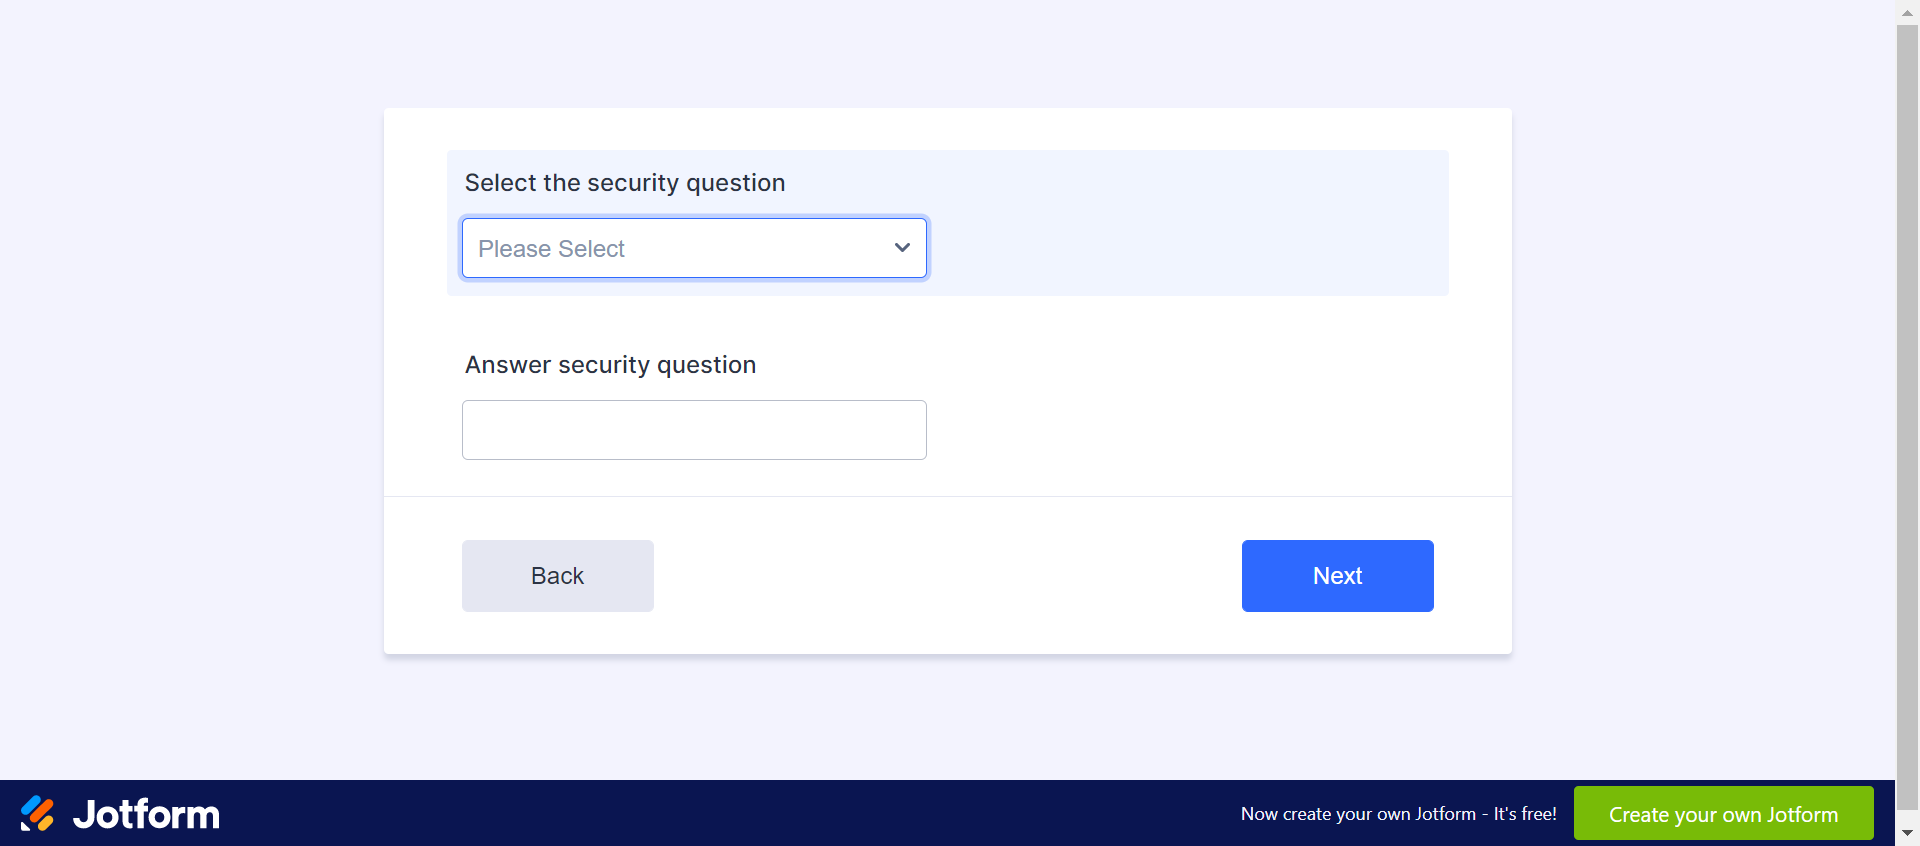 Select the security question
Please Select
Answer security question
Back
Next
Jotform
Now create your own Jotform - It's free!
Create your own Jotform